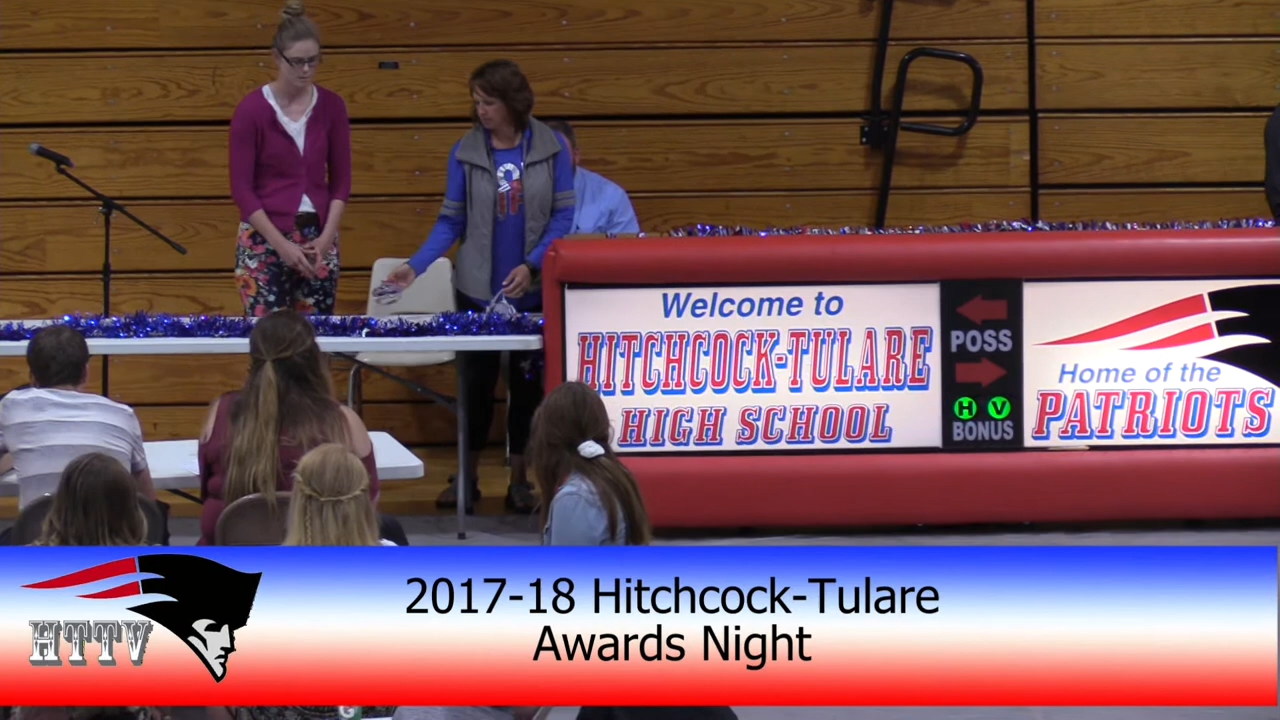 Welcome to
HITCHCOCK-TULARE
HIGH SCHOOL
POSS
H V
BONUS
Home of the
PATRIOTS
HTTV
2017-18 Hitchcock-Tulare
Awards Night